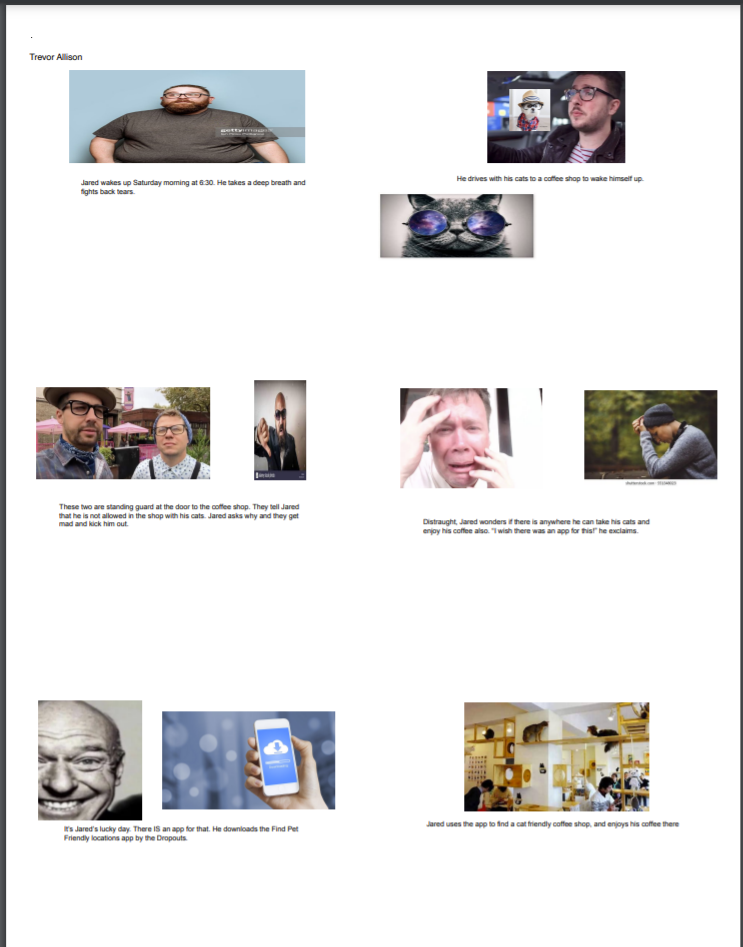 .
Trevor Allison
gettyimages
Jared wakes up Saturday morning at 6:30. He takes a deep breath and
fights back tears.
He drives with his cats to a coffee shop to wake himself up.
These two are standing guard at the door to the coffee shop. They tell Jared
that he is not allowed in the shop with his cats. Jared asks why and they get
mad and kick him out.
Distraught, Jared wonders if there is anywhere he can take his cats and
enjoy his coffee also. "I wish there was an app for this!" he exclaims.
It's Jared's lucky day. There IS an app for that. He downloads the Find Pet
Friendly locations app by the Dropouts.
Jared uses the app to find a cat friendly coffee shop, and enjoys his coffee there